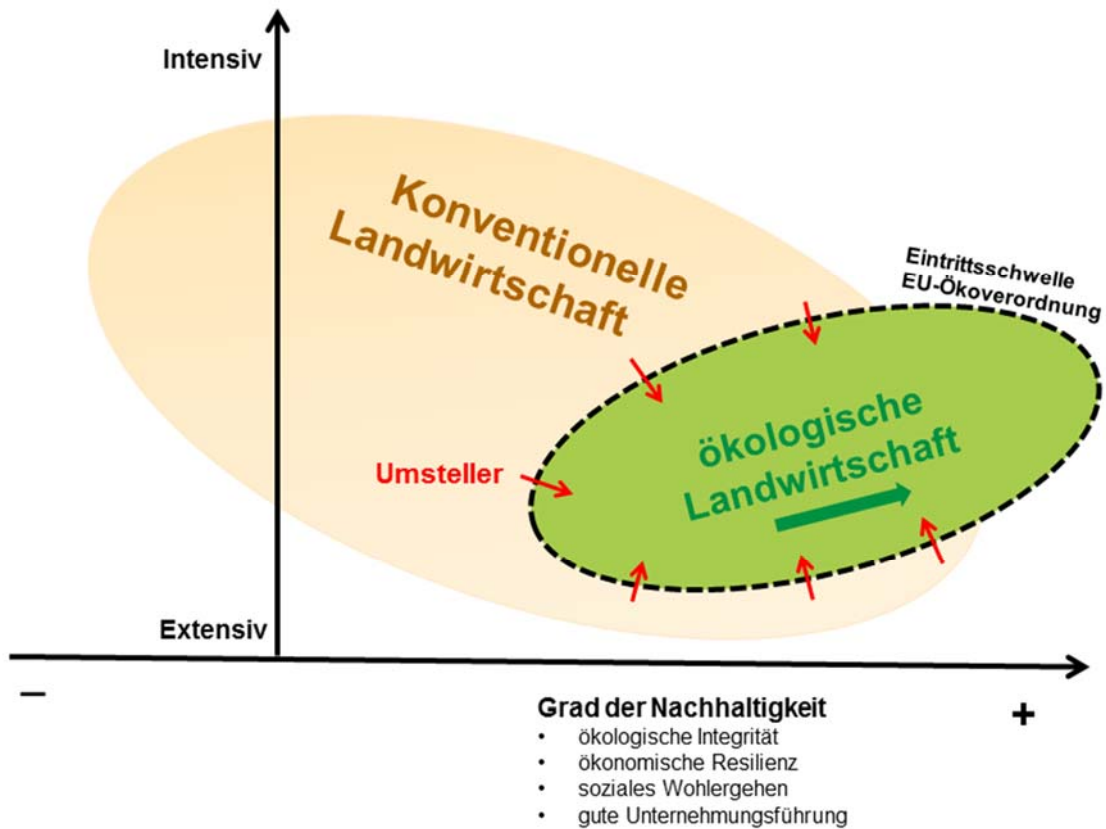 Intensiv
Konventionelle
Landwirtschaft
Eintrittsschwelle
EU-Ökoverordnung
ökologische
Landwirtschaft
Umsteller
Extensiv
–
+
Grad der Nachhaltigkeit
• ökologische Integrität
• ökonomische Resilienz
• soziales Wohlergehen
• gute Unternehmungsführung